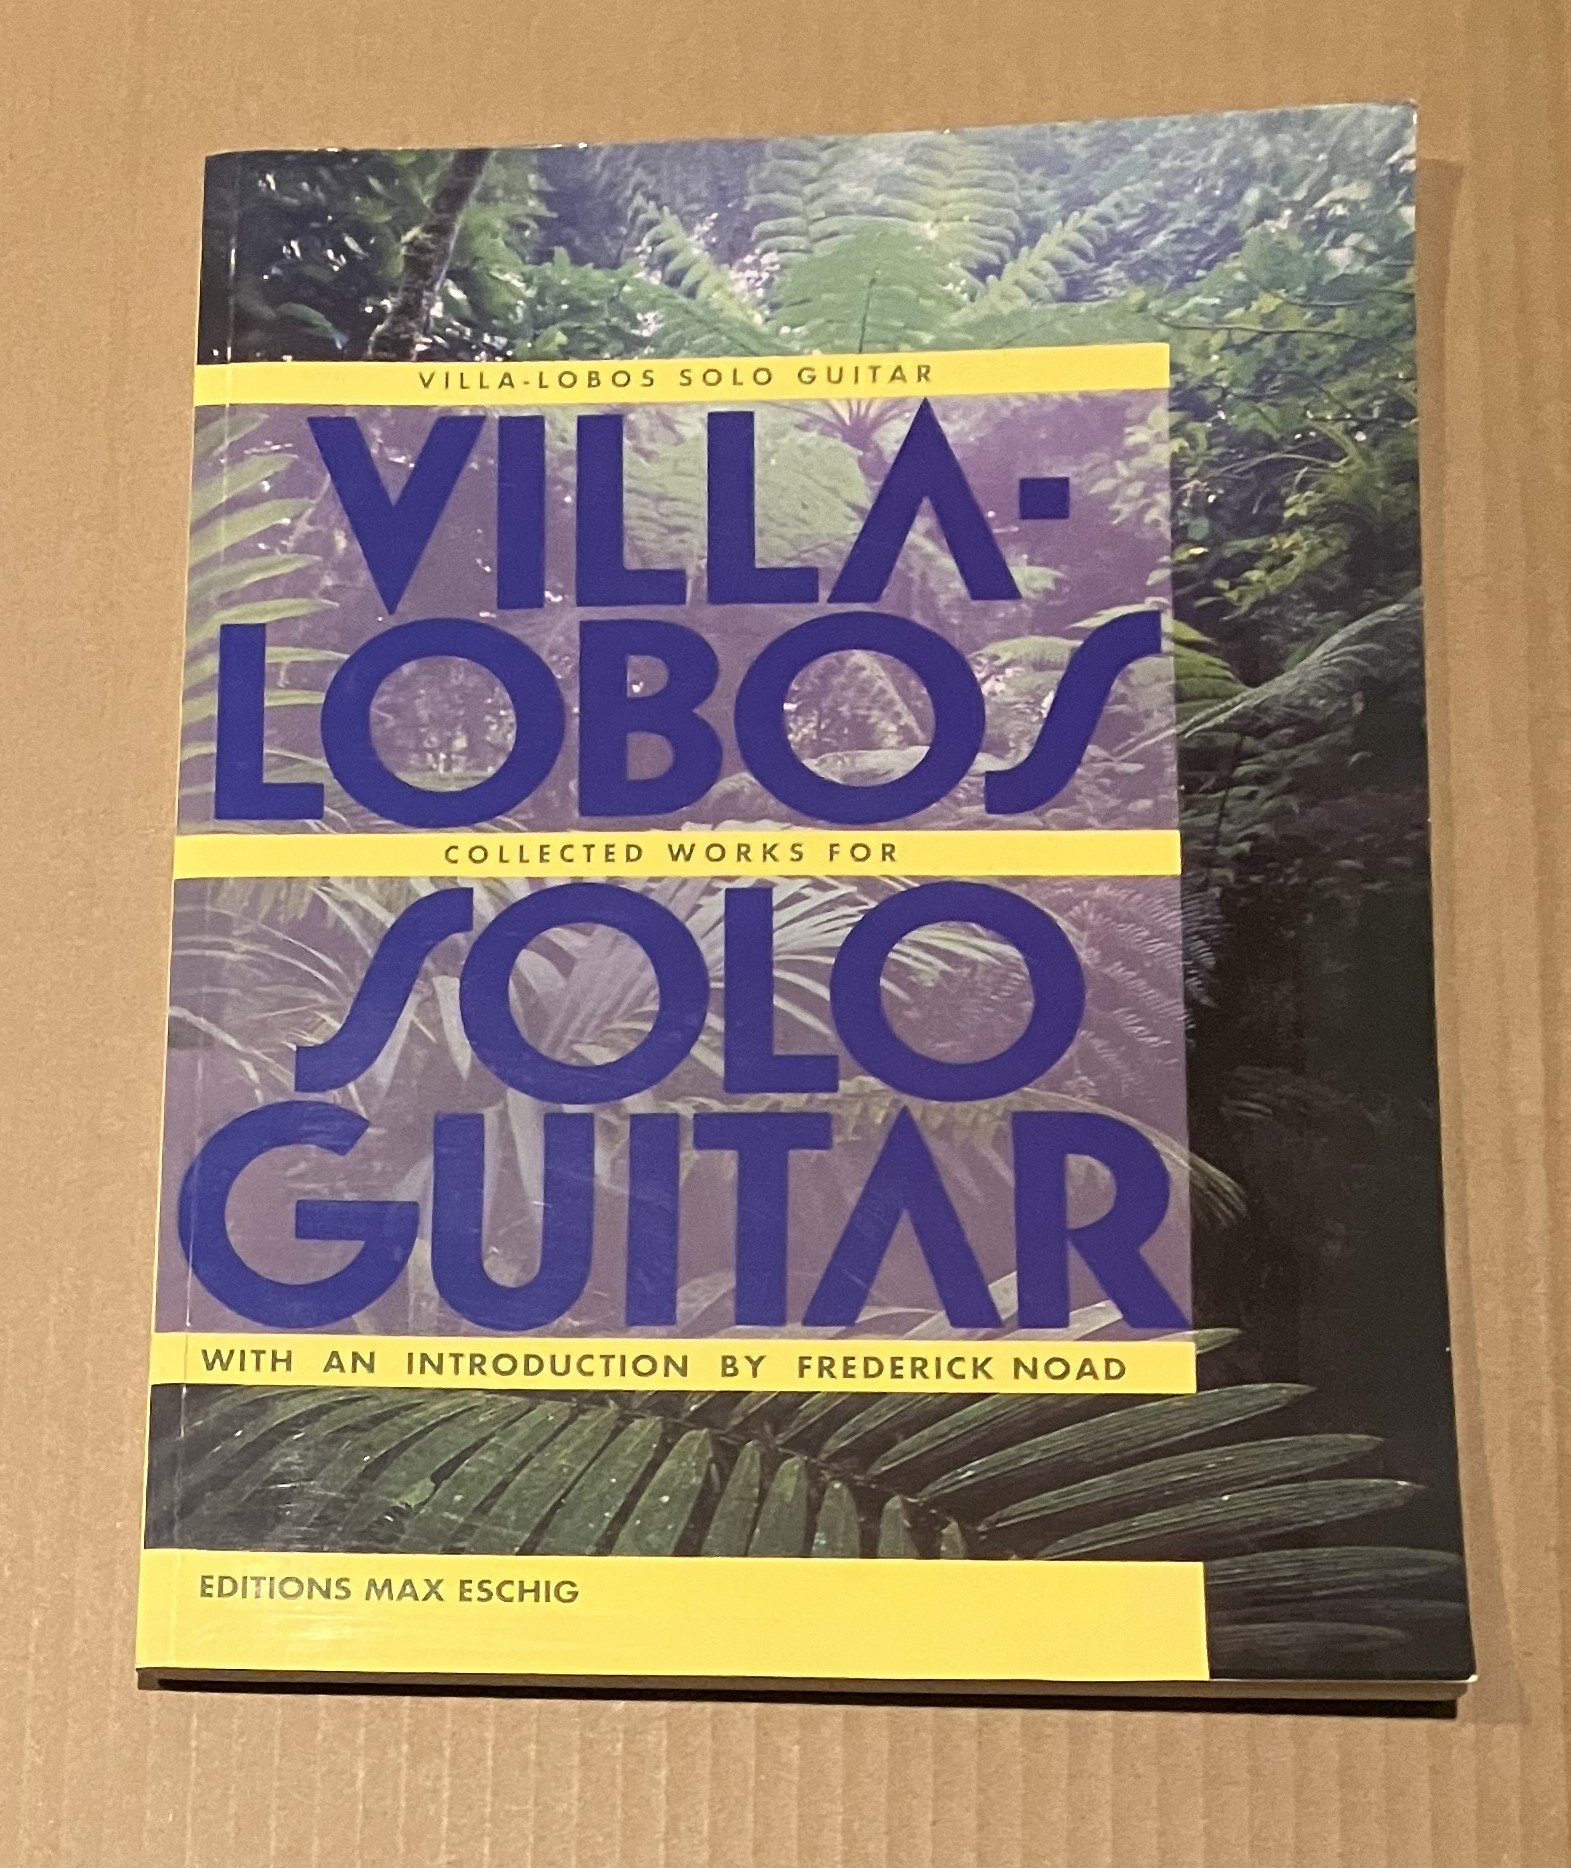 VILLA-LOBOS SOLO GUITAR
VILLA-
LOBOS
COLLECTED WORKS FOR
SOLO
GUITAR
WITH AN INTRODUCTION BY FREDERICK NOAD
EDITIONS MAX ESCHIG